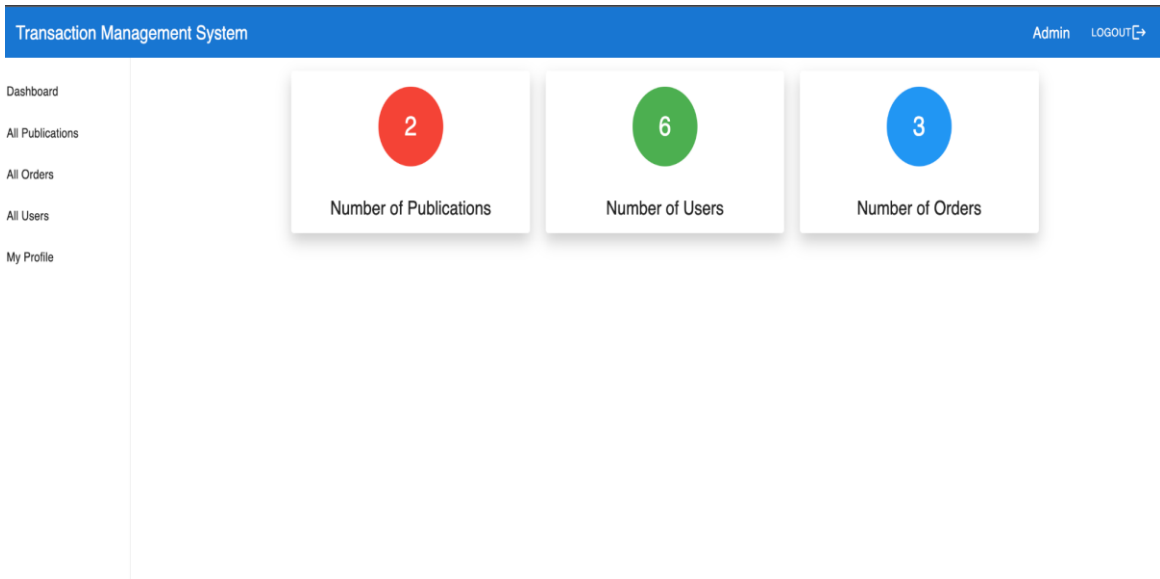 Transaction Management System
Admin LOGOUT
Dashboard
All Publications
All Orders
All Users
My Profile
2
Number of Publications
6
Number of Users
3
Number of Orders